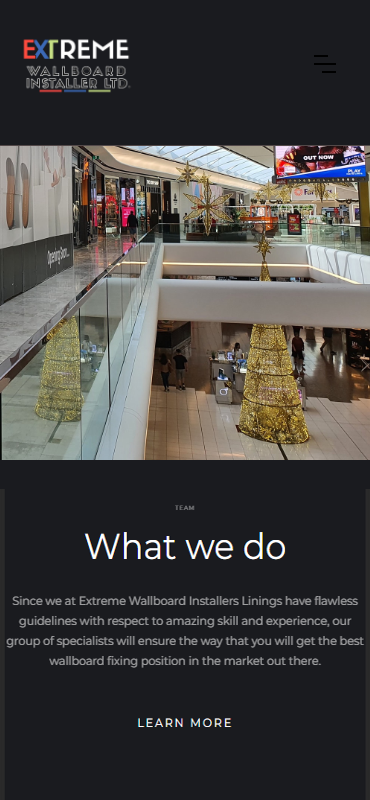 EXTREME
WALLBOARD
INSTALLER LTD.
OUT NOW
PLAY
Opening Soon...
TEAM
What we do
Since we at Extreme Wallboard Installers Linings have flawless
guidelines with respect to amazing skill and experience, our
group of specialists will ensure the way that you will get the best
wallboard fixing position in the market out there.
LEARN MORE